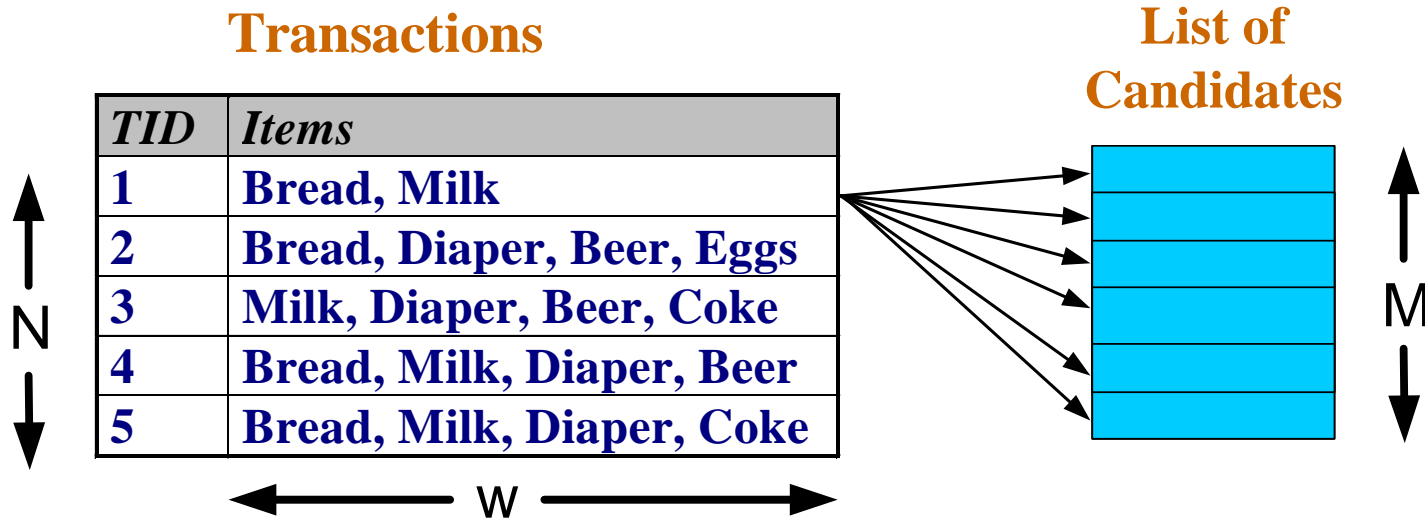 Transactions
List of
Candidates
TID Items
1 Bread, Milk
2 Bread, Diaper, Beer, Eggs
3 Milk, Diaper, Beer, Coke
4 Bread, Milk, Diaper, Beer
5 Bread, Milk, Diaper, Coke
N
M
w